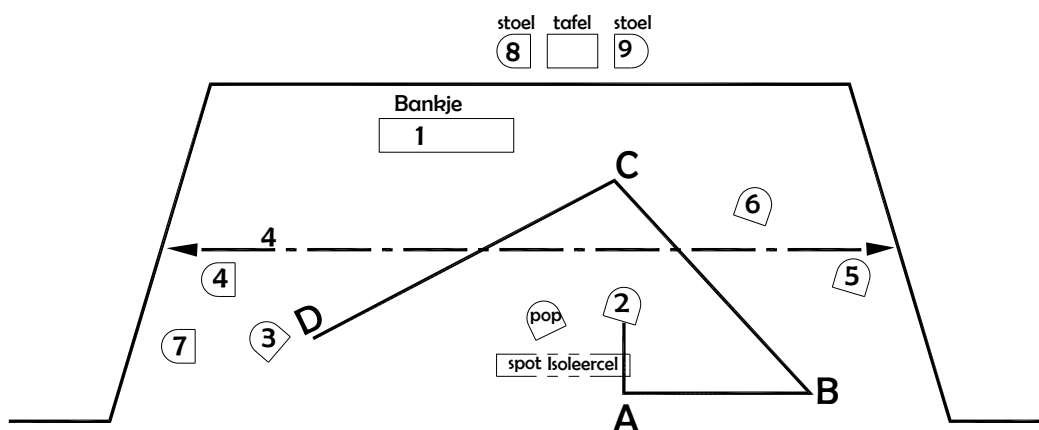 stoel tafel stoel
8 9
Bankje
1
C
6
4
4 5
D pop 2
7 3
spot Isoleercel
A B